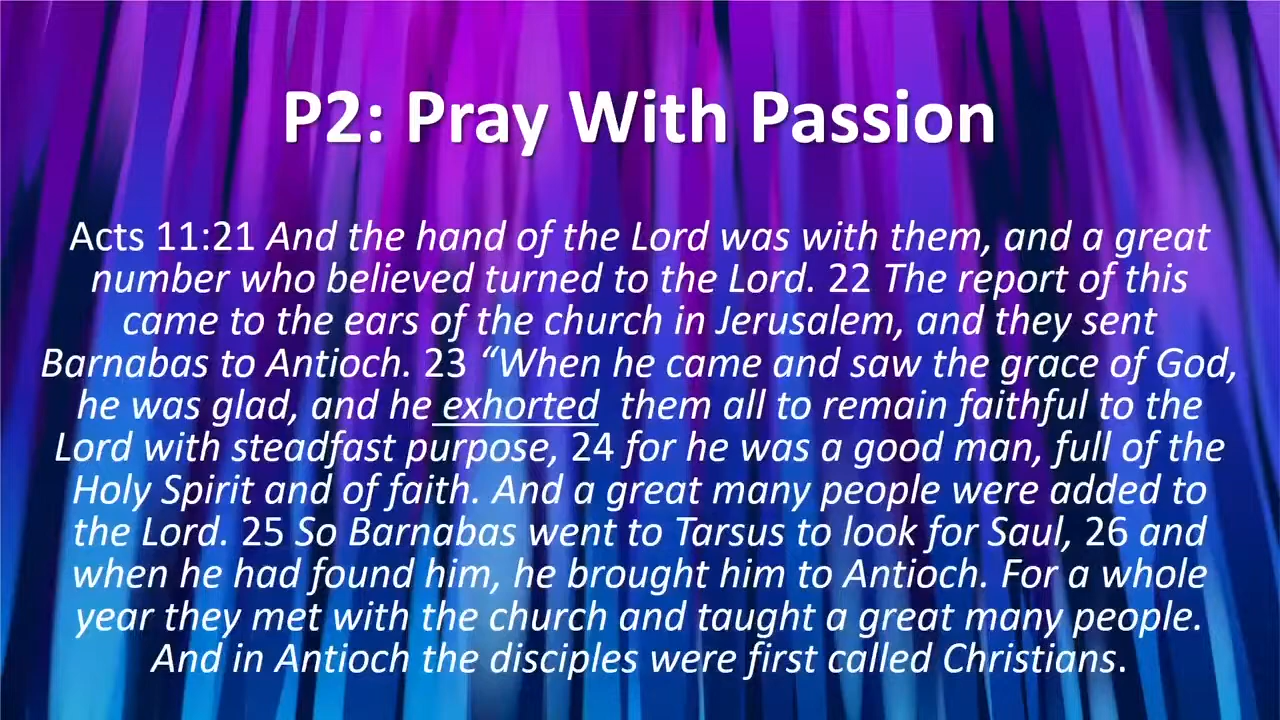 P2: Pray With Passion
Acts 11:21 And the hand of the Lord was with them, and a great
number who believed turned to the Lord. 22 The report of this
came to the ears of the church in Jerusalem, and they sent
Barnabas to Antioch. 23 “When he came and saw the grace of God,
he was glad, and he exhorted them all to remain faithful to the
Lord with steadfast purpose, 24 for he was a good man, full of the
Holy Spirit and of faith. And a great many people were added to
the Lord. 25 So Barnabas went to Tarsus to look for Saul, 26 and
when he had found him, he brought him to Antioch. For a whole
year they met with the church and taught a great many people.
And in Antioch the disciples were first called Christians.